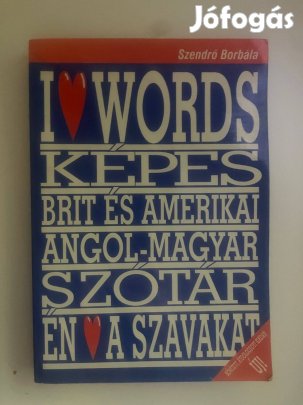 Jófogás
Szendrő Borbála
I ♥ WORDS
KÉPES
BRIT ÉS AMERIKAI
ANGOL-MAGYAR
SZÓTÁR
ÉN ♥ A SZAVAKAT